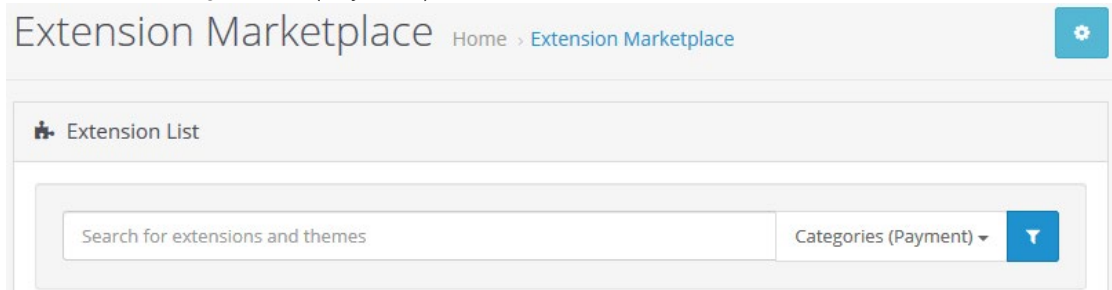 Extension Marketplace Home › Extension Marketplace
Extension List
Search for extensions and themes Categories (Payment)